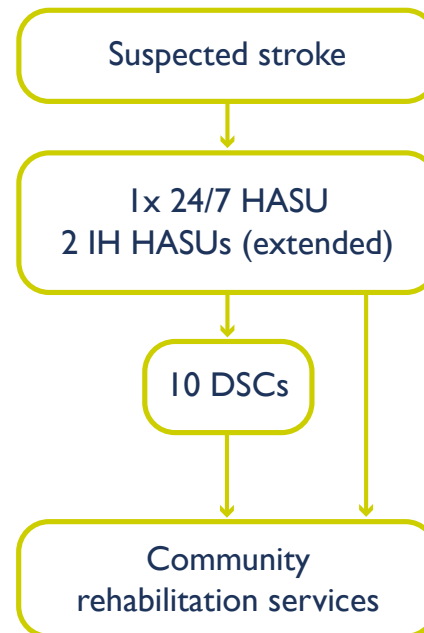 Suspected stroke
1x 24/7 HASU
2 IH HASUs (extended)
10 DSCs
Community
rehabilitation services